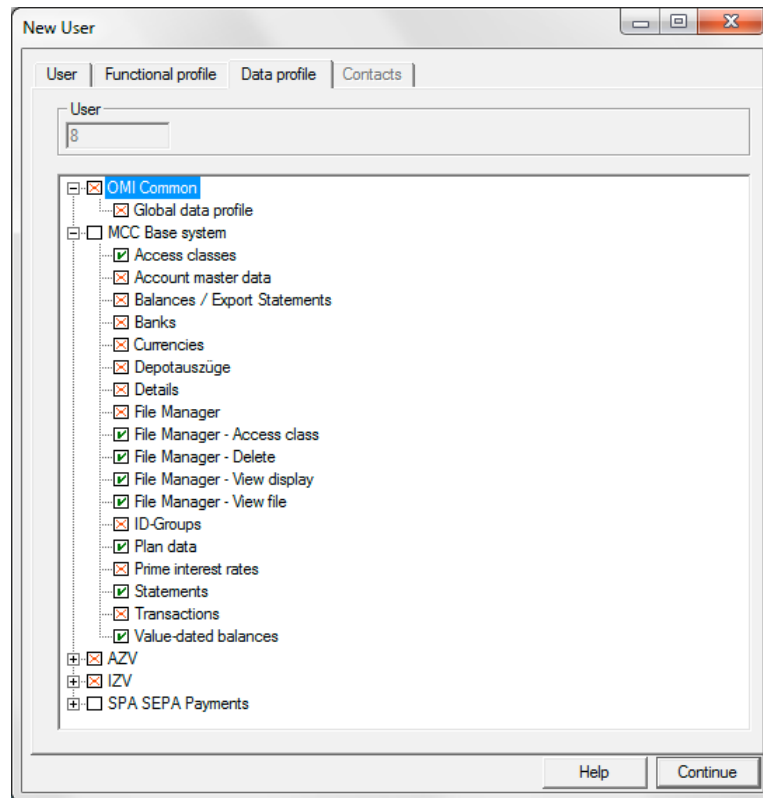 New User
User Functional profile Data profile Contacts
User
8
OMI Common
Global data profile
MCC Base system
Access classes
Account master data
Balances / Export Statements
Banks
Currencies
Depotauszüge
Details
File Manager
File Manager - Access class
File Manager - Delete
File Manager - View display
File Manager - View file
ID-Groups
Plan data
Prime interest rates
Statements
Transactions
Value-dated balances
AZV
IZV
SPA SEPA Payments
Help Continue